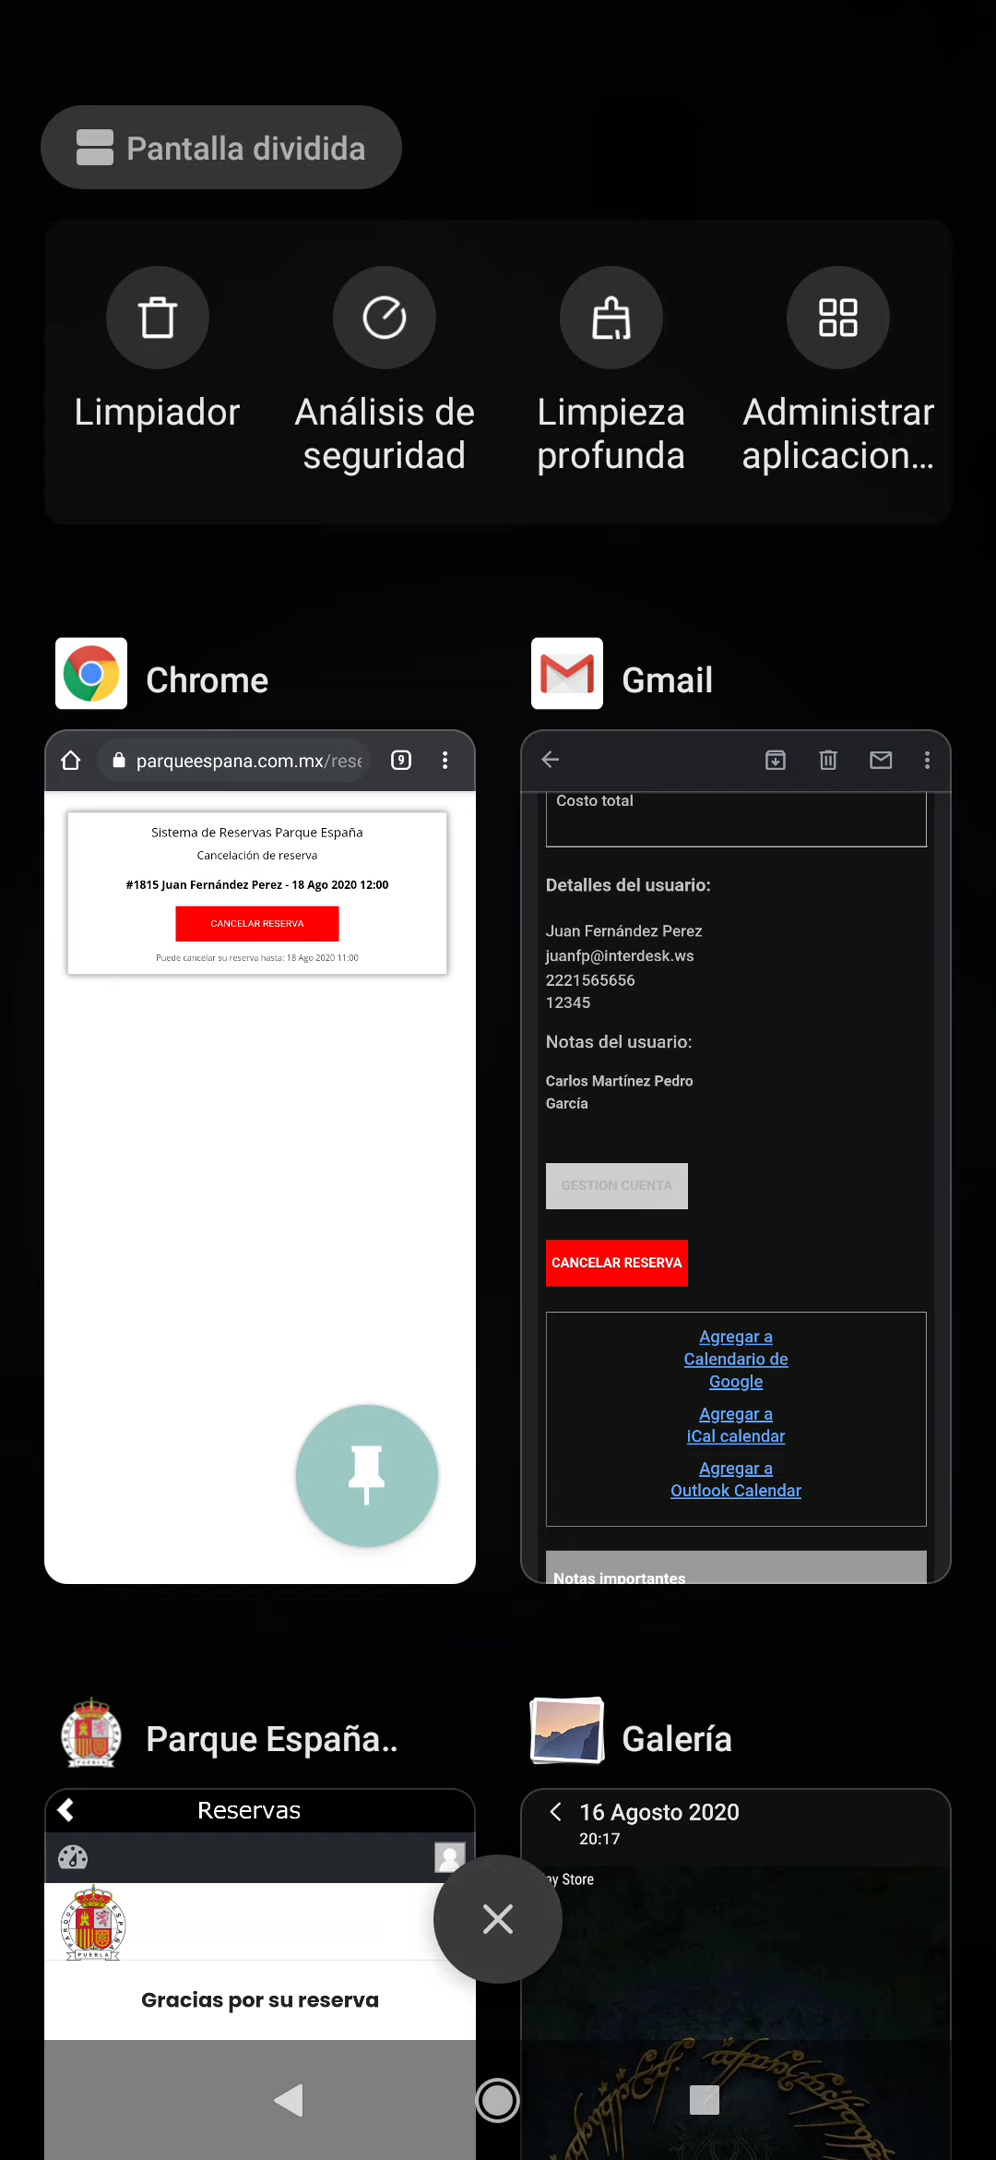 Pantalla dividida
Limpiador
Análisis de
seguridad
Limpieza
profunda
Administrar
aplicacion...
Chrome
parqueespana.com.mx/rese
9
Sistema de Reservas Parque España
Cancelación de reserva
#1815 Juan Fernández Perez - 18 Ago 2020 12:00
CANCELAR RESERVA
Puede cancelar su reserva hasta: 18 Ago 2020 11:00
Gmail
Costo total
Detalles del usuario:
Juan Fernández Perez
juanfp@interdesk.ws
2221565656
12345
Notas del usuario:
Carlos Martínez Pedro
García
GESTION CUENTA
CANCELAR RESERVA
Agregar a
Calendario de
Google
Agregar a
iCal calendar
Agregar a
Outlook Calendar
Notas importantes
Parque España..
Reservas
PARQUE ESPAÑA
PUEBLA
Gracias por su reserva
Galería
16 Agosto 2020
20:17
ay Store